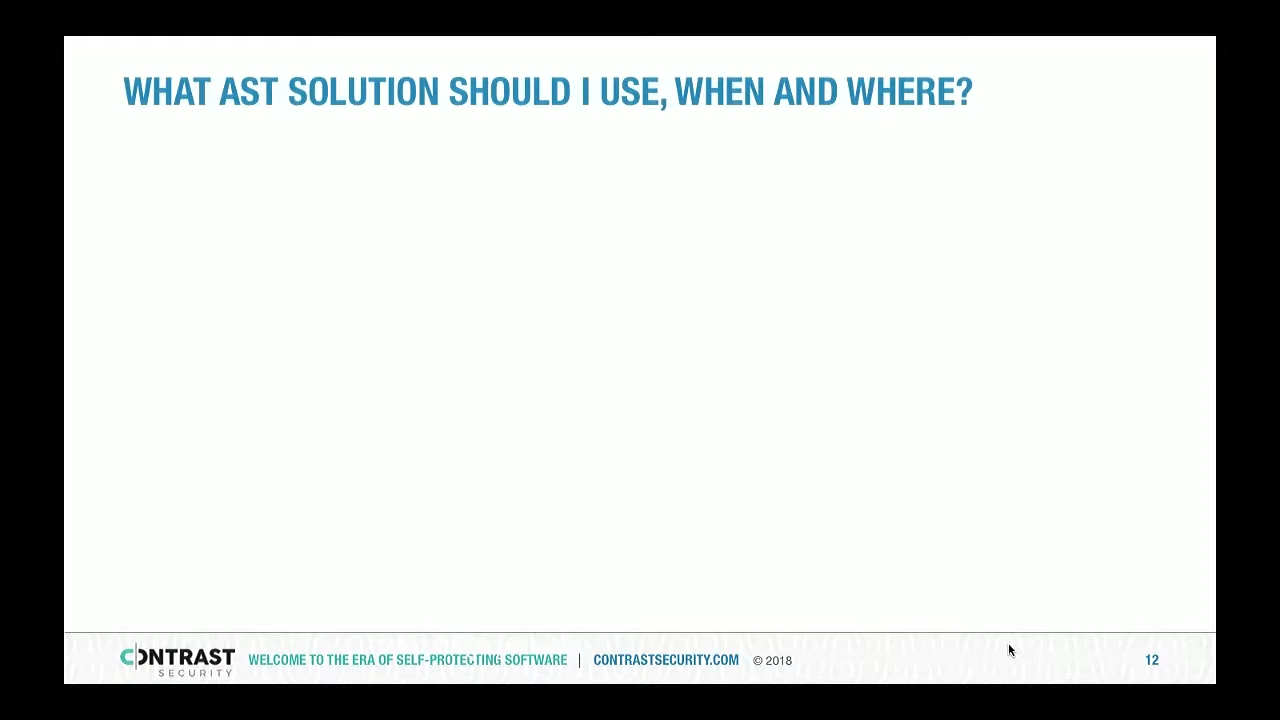 WHAT AST SOLUTION SHOULD I USE, WHEN AND WHERE?
CONTRAST
SECURITY
WELCOME TO THE ERA OF SELF-PROTECTING SOFTWARE | CONTRASTSECURITY.COM © 2018
12